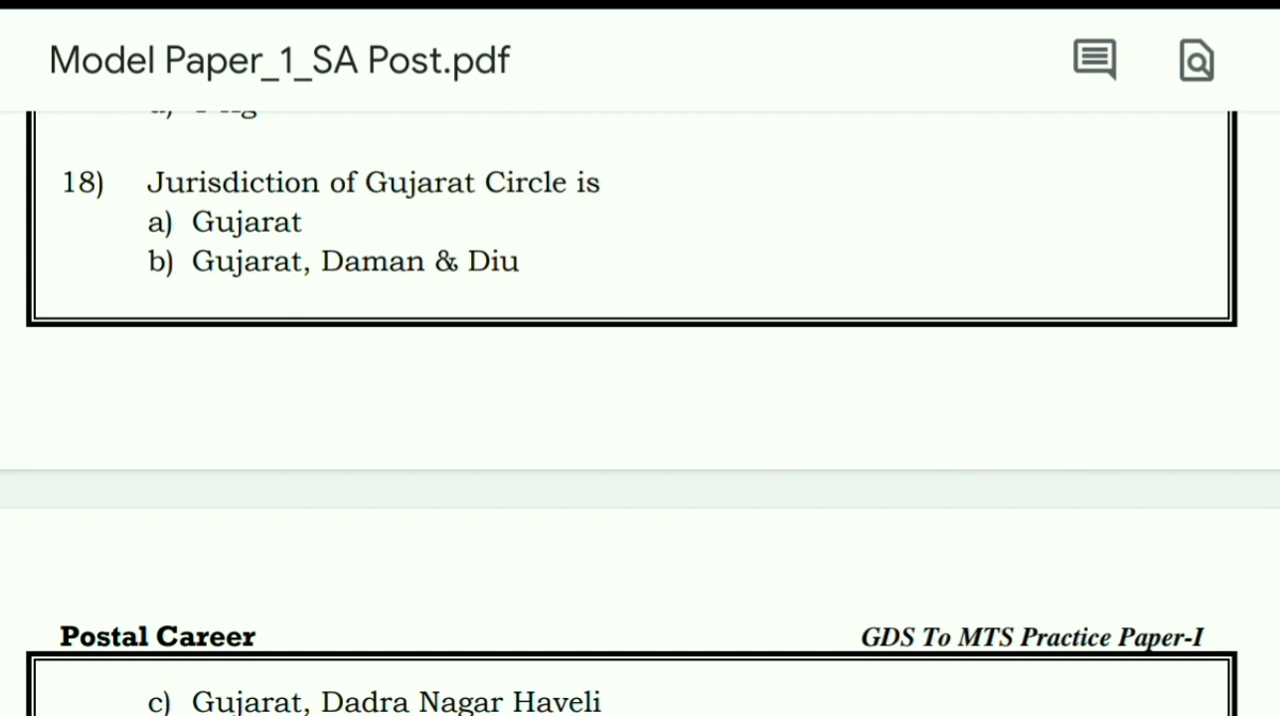 Model Paper_1_SA Post.pdf
18) Jurisdiction of Gujarat Circle is
a) Gujarat
b) Gujarat, Daman & Diu
Postal Career GDS To MTS Practice Paper-I
c) Gujarat, Dadra Nagar Haveli